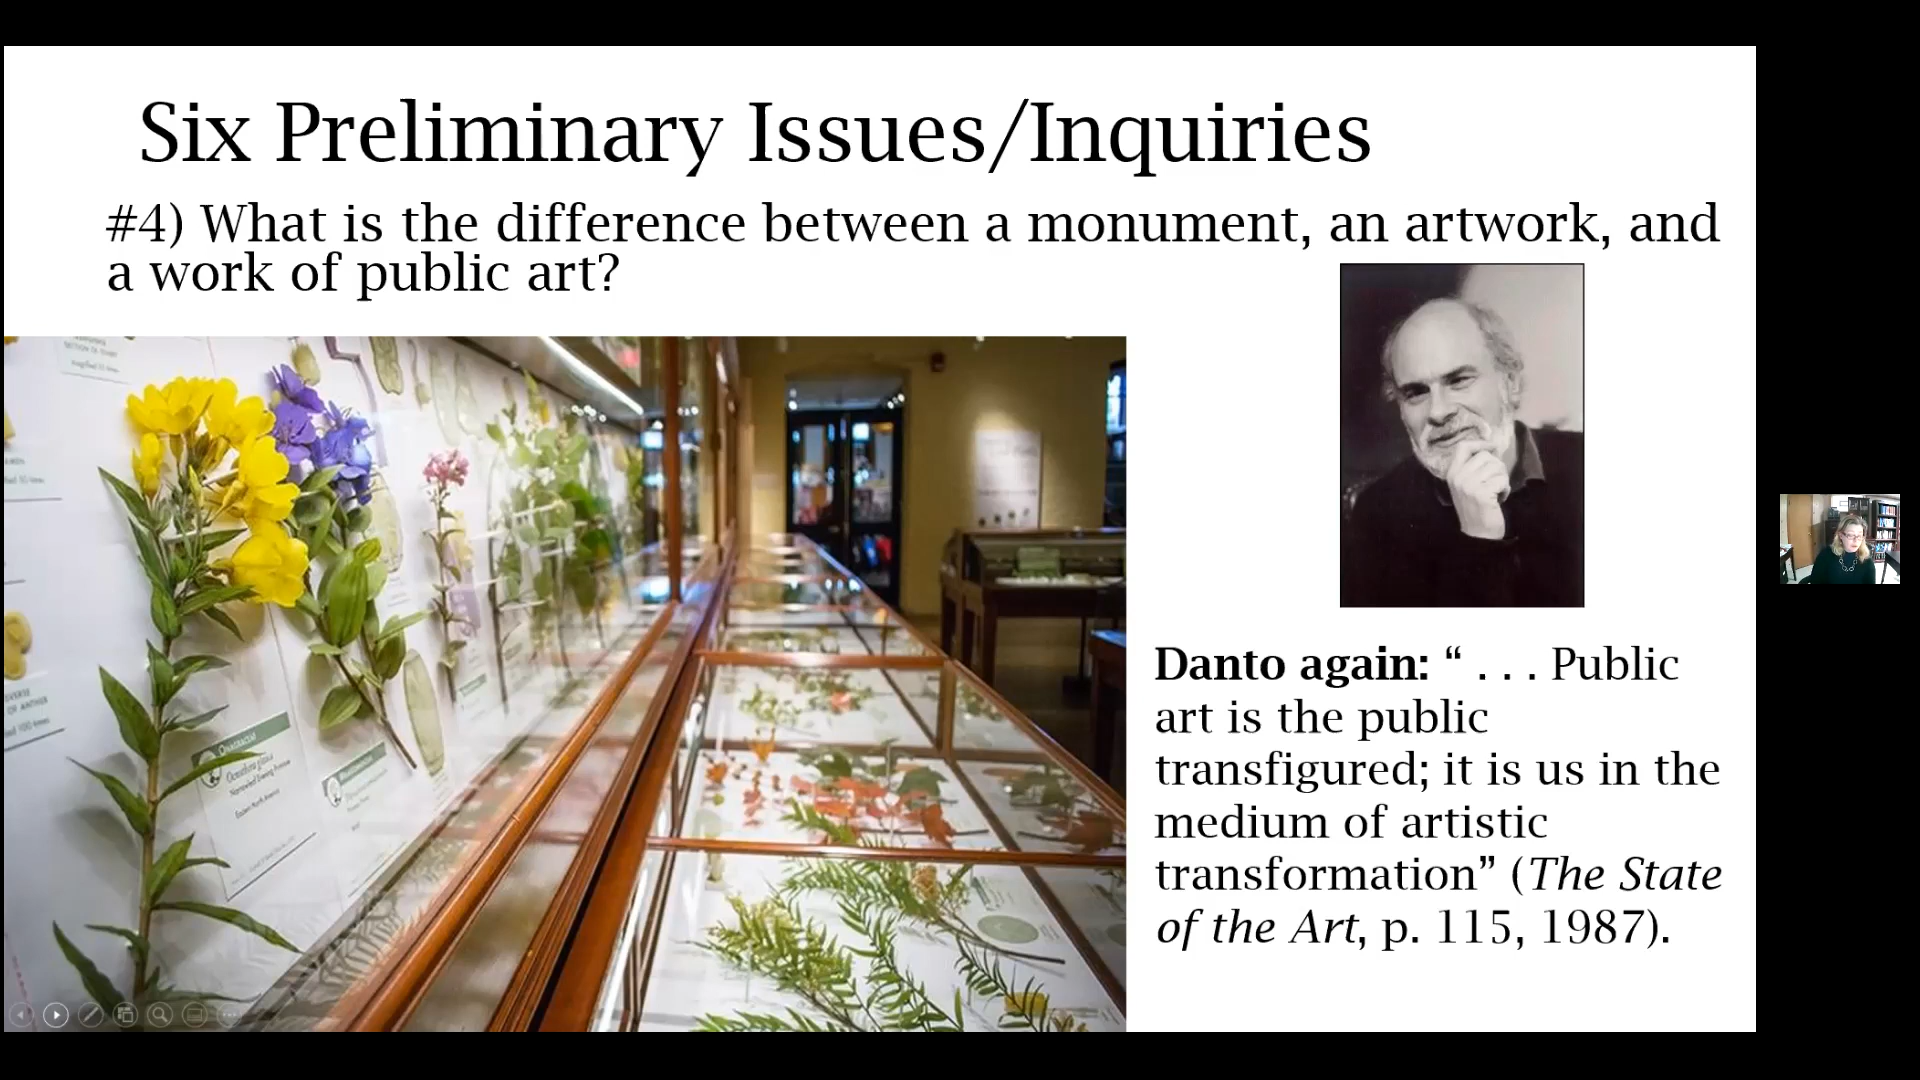 Six Preliminary Issues/Inquiries
#4) What is the difference between a monument, an artwork, and
a work of public art?
Danto again: “ . . . Public
art is the public
transfigured; it is us in the
medium of artistic
transformation” (The State
of the Art, p. 115, 1987).